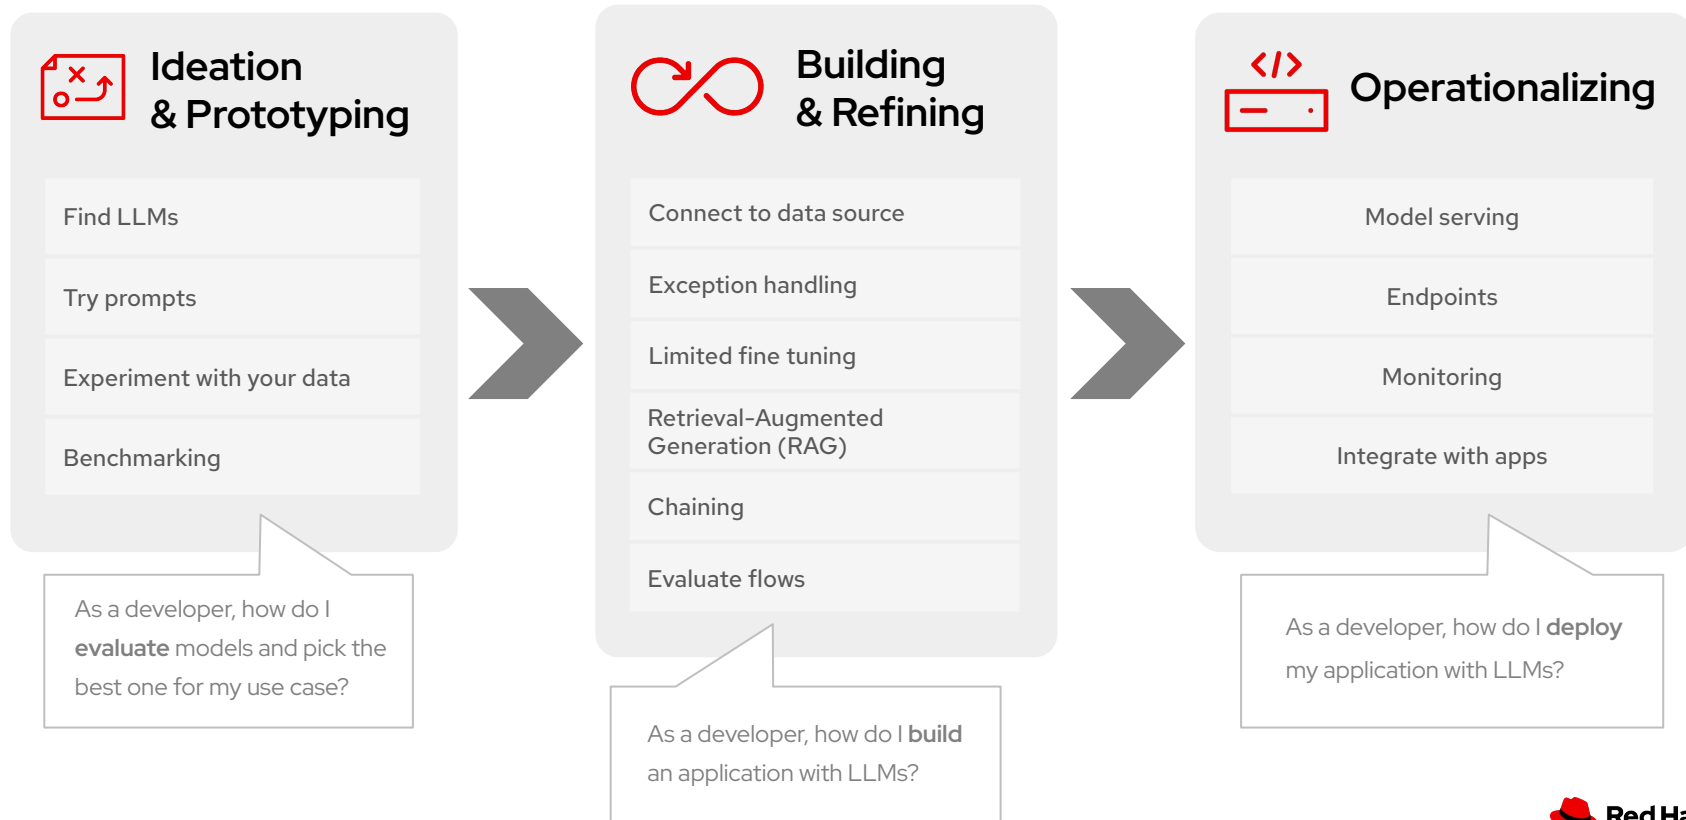 Ideation
& Prototyping
Find LLMs
Try prompts
Experiment with your data
Benchmarking
As a developer, how do I
evaluate models and pick the
best one for my use case?
Building
& Refining
Connect to data source
Exception handling
Limited fine tuning
Retrieval-Augmented
Generation (RAG)
Chaining
Evaluate flows
As a developer, how do I build
an application with LLMs?
</>
Operationalizing
Model serving
Endpoints
Monitoring
Integrate with apps
As a developer, how do I deploy
my application with LLMs?
Red Ha